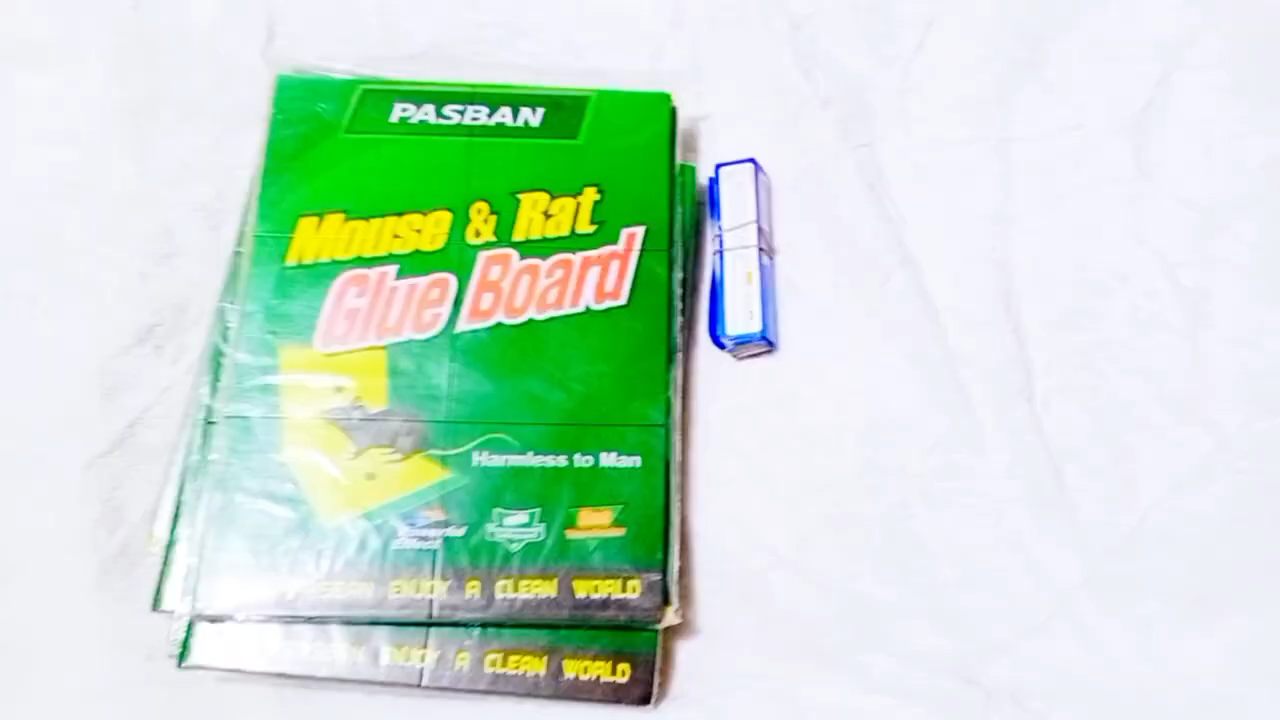 PASBAN
Mouse & Rat
Glue Board
Harmless to Man
ENJOY A CLEAN WORLD
ENJOY A CLEAN WORLD